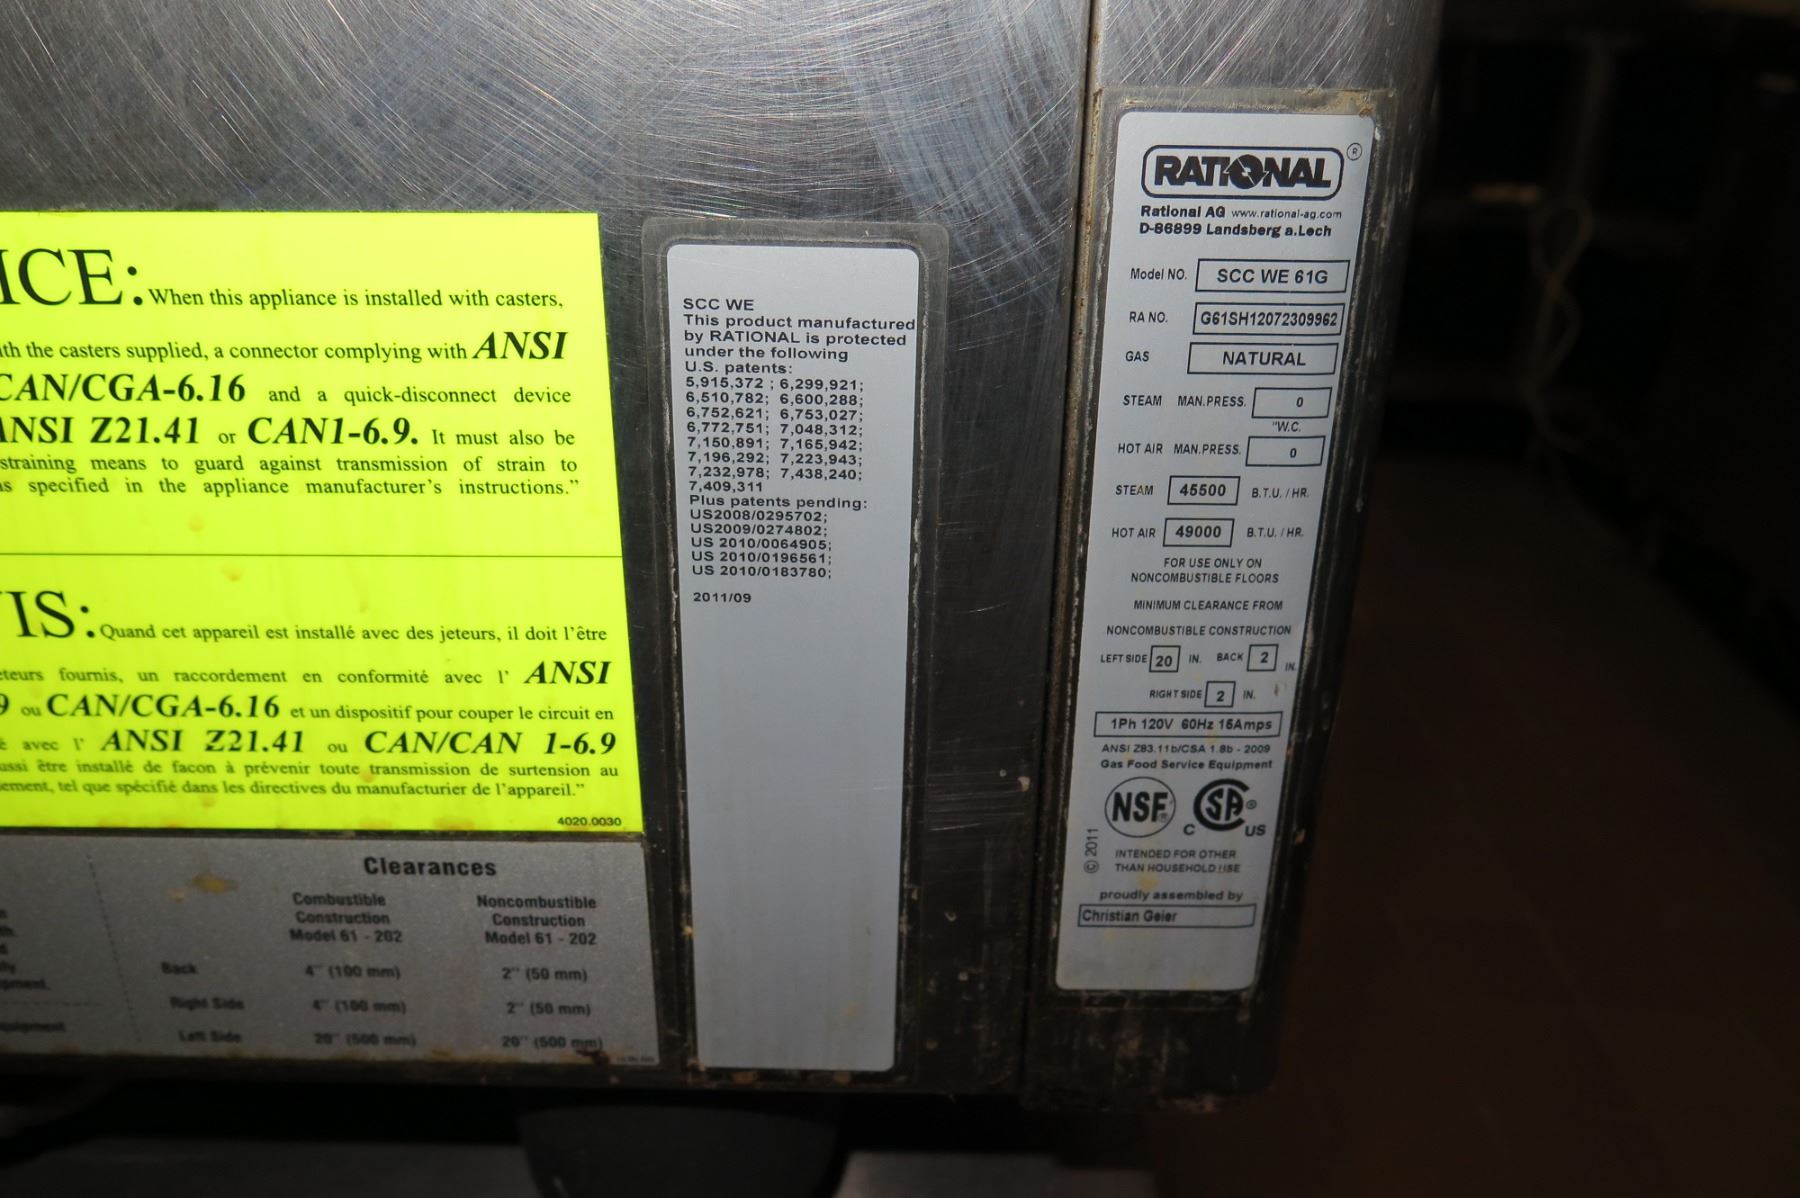 ICE: When this appliance is installed with casters,
the casters supplied, a connector complying with ANSI
CAN/CGA-6.16 and a quick-disconnect device
ANSI Z21.41 or CAN1-6.9. It must also be
straining means to guard against transmission of strain to
as specified in the appliance manufacturer's instructions."
IS: Quand cet appareil est installé avec des jeteurs, il doit l'être
eteurs fournis, un raccordement en conformité avec l' ANSI
9 ou CAN/CGA-6.16 et un dispositif pour couper le circuit en
é avec l' ANSI Z21.41 ou CAN/CAN 1-6.9
ussi être installé de facon à prévenir toute transmission de surtension au
ement, tel que spécifié dans les directives du manufacturier de l'appareil."
4020.0030
Clearances
Combustible Noncombustible
Construction Construction
Model 61 - 202 Model 61 - 202
Back 4" (100 mm) 2" (50 mm)
Right Side 4" (100 mm) 2" (50 mm)
Left Side 20" (500 mm) 20" (500 mm)
SCC WE
This product manufactured
by RATIONAL is protected
under the following
U.S. patents:
5,915,372 ; 6,299,921;
6,510,782; 6,600,288;
6,752,621; 6,753,027;
6,772,751; 7,048,312;
7,150,891; 7,165,942;
7,196,292; 7,223,943;
7,232,978; 7,438,240;
7,409,311
Plus patents pending:
US2008/0295702;
US2009/0274802;
US 2010/0064905;
US 2010/0196561;
US 2010/0183780;
2011/09
RATIONAL ®
Rational AG www.rational-ag.com
D-86899 Landsberg a.Lech
Model NO. SCC WE 61G
RA NO. G61SH12072309962
GAS NATURAL
STEAM MAN.PRESS. 0
"W.C.
HOT AIR MAN.PRESS. 0
STEAM 45500 B.T.U. / HR.
HOT AIR 49000 B.T.U. / HR.
FOR USE ONLY ON
NONCOMBUSTIBLE FLOORS
MINIMUM CLEARANCE FROM
NONCOMBUSTIBLE CONSTRUCTION
LEFT SIDE 20 IN. BACK 2 IN.
RIGHT SIDE 2 IN.
1Ph 120V 60Hz 15Amps
ANSI Z83.11b/CSA 1.8b - 2009
Gas Food Service Equipment
NSF® C SA® US
© 2011
INTENDED FOR OTHER
THAN HOUSEHOLD USE
proudly assembled by
Christian Geier